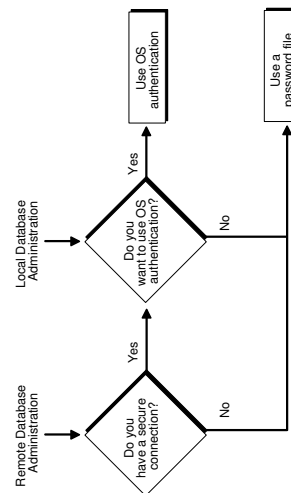 Remote Database
Administration
Local Database
Administration
Do you
have a secure
connection?
Yes
Do you
want to use OS
authentication?
Yes
Use OS
authentication
No
No
Use a
password file